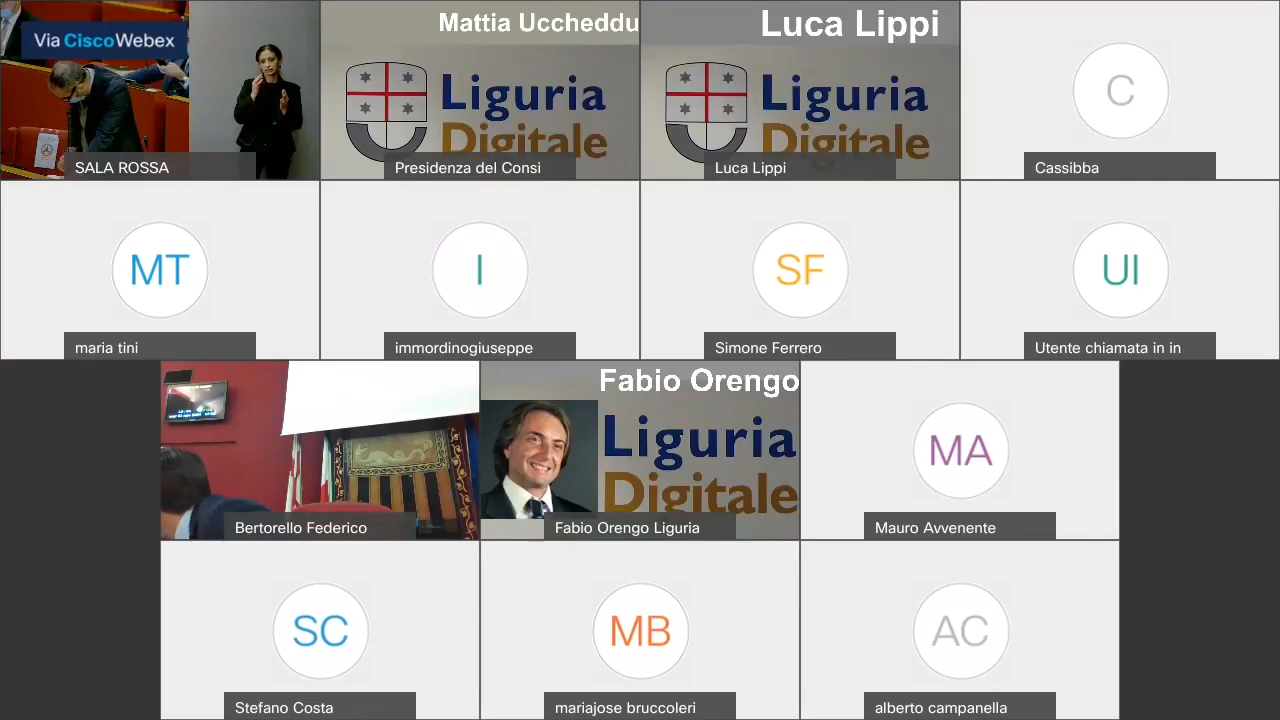 Via Cisco Webex
SALA ROSSA
Mattia Uccheddu
Liguria
Digitale
Presidenza del Consi
Luca Lippi
Liguria
Digitale
Luca Lippi
C
Cassibba
MT
maria tini
I
immordinogiuseppe
SF
Simone Ferrero
UI
Utente chiamata in in
Bertorello Federico
Fabio Orengo
Liguria
Digitale
Fabio Orengo Liguria
MA
Mauro Avvenente
SC
Stefano Costa
MB
mariajose bruccoleri
AC
alberto campanella